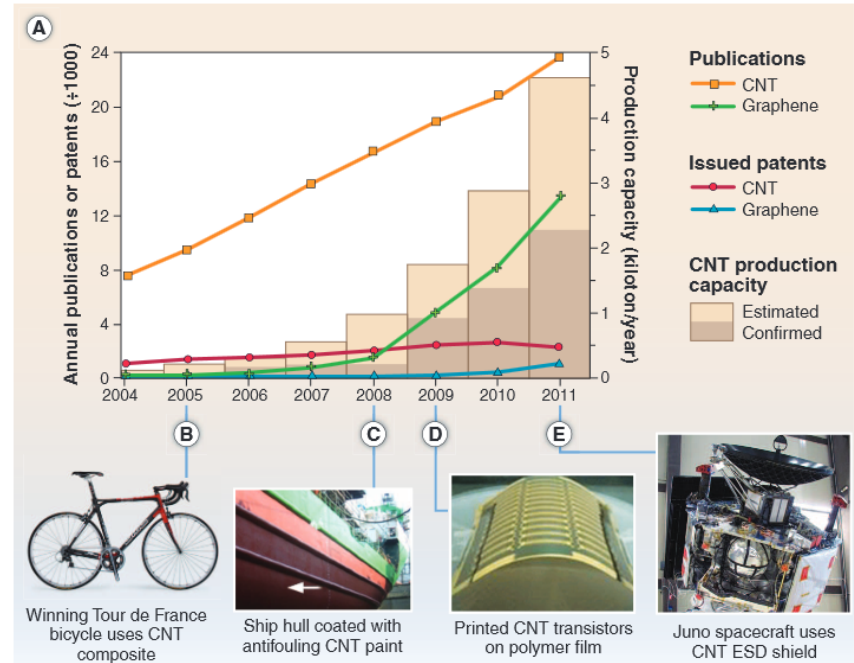 A
Annual publications or patents (÷1000)
24
20
16
12
8
4
0
5
4
3
2
1
0
Production capacity (kiloton/year)
2004 2005 2006 2007 2008 2009 2010 2011
Publications
CNT
Graphene
Issued patents
CNT
Graphene
CNT production
capacity
Estimated
Confirmed
B
C
D
E
Winning Tour de France
bicycle uses CNT
composite
Ship hull coated with
antifouling CNT paint
Printed CNT transistors
on polymer film
Juno spacecraft uses
CNT ESD shield